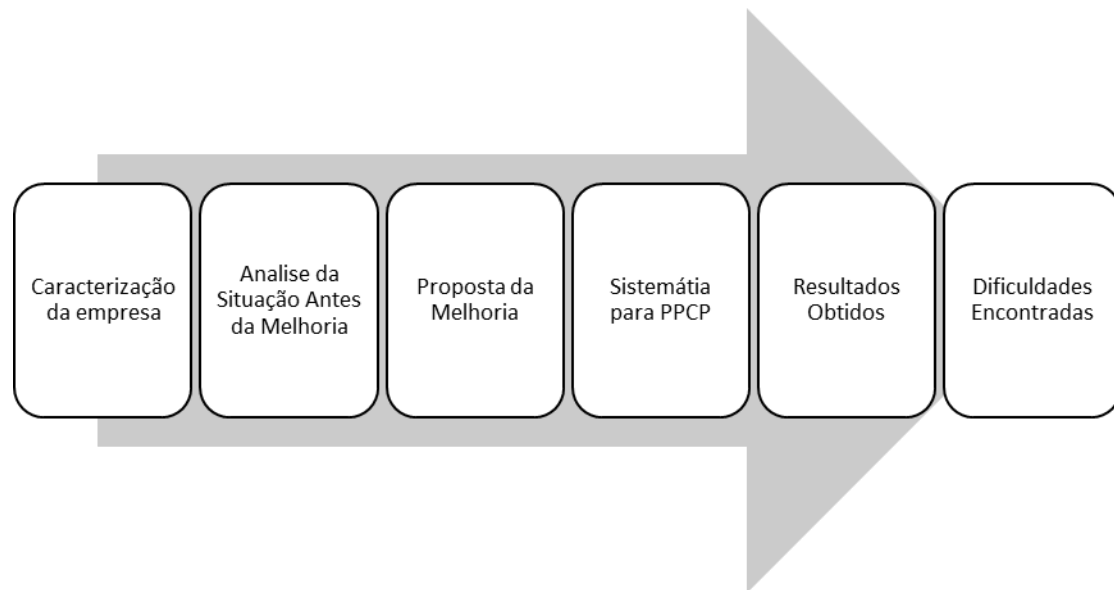 Caracterização
da empresa
Analise da
Situação Antes
da Melhoria
Proposta da
Melhoria
Sistemátia
para PPCP
Resultados
Obtidos
Dificuldades
Encontradas